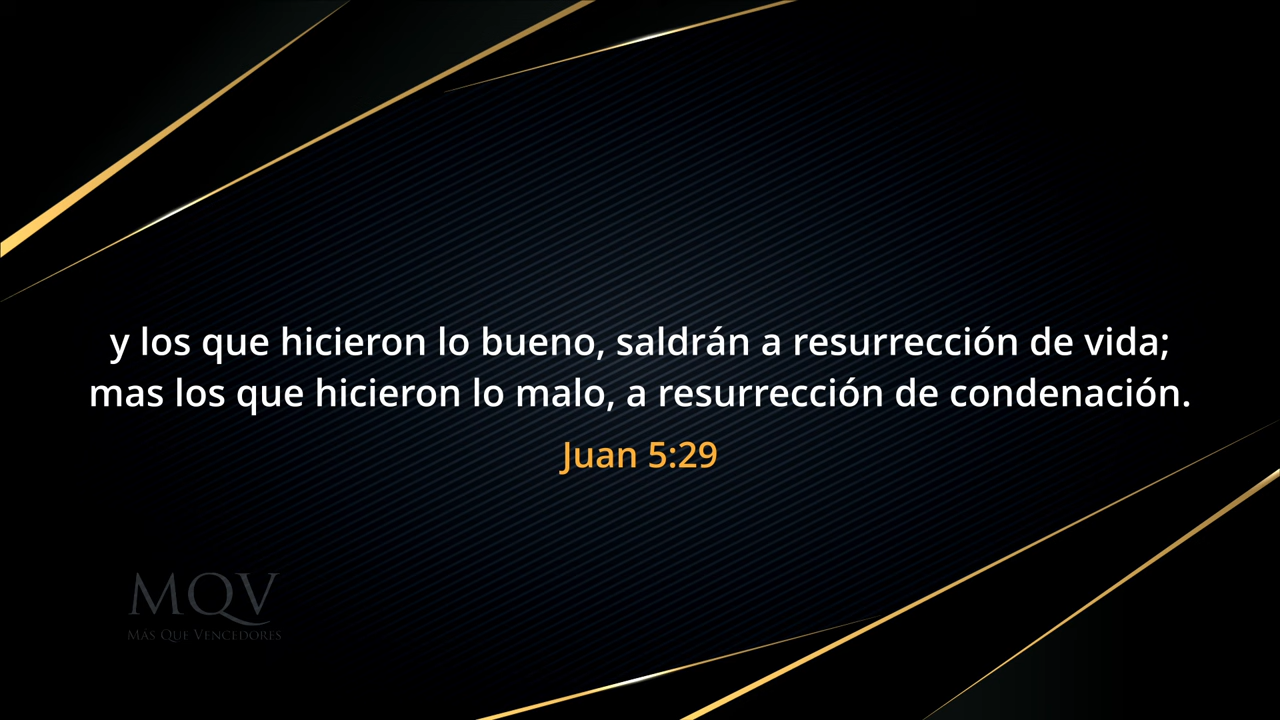 y los que hicieron lo bueno, saldrán a resurrección de vida;
mas los que hicieron lo malo, a resurrección de condenación.
Juan 5:29
MQV
Más Que Vencedores